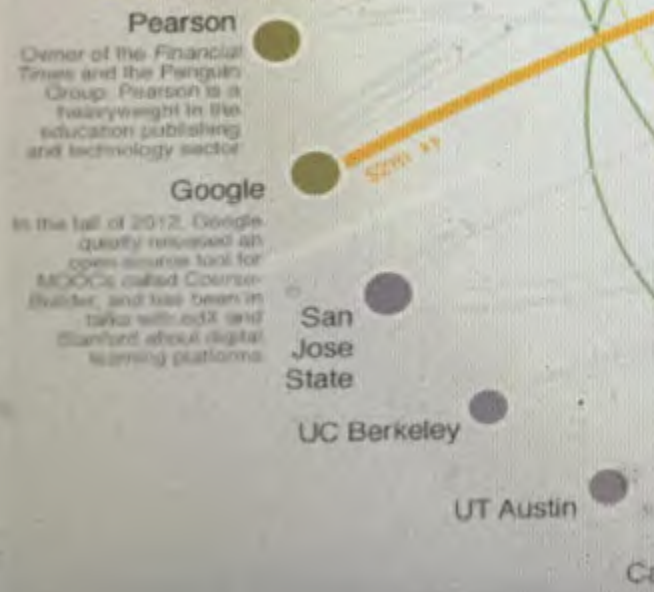 Pearson
Owner of the Financial
Times and the Penguin
Group, Pearson is a
heavyweight in the
education publishing
and technology sector
Google
In the fall of 2012, Google
quietly released an
open-source tool for
MOOCs called Course-
Builder, and has been in
talks with edX and
Stanford about digital
learning platforms
San
Jose
State
UC Berkeley
UT Austin